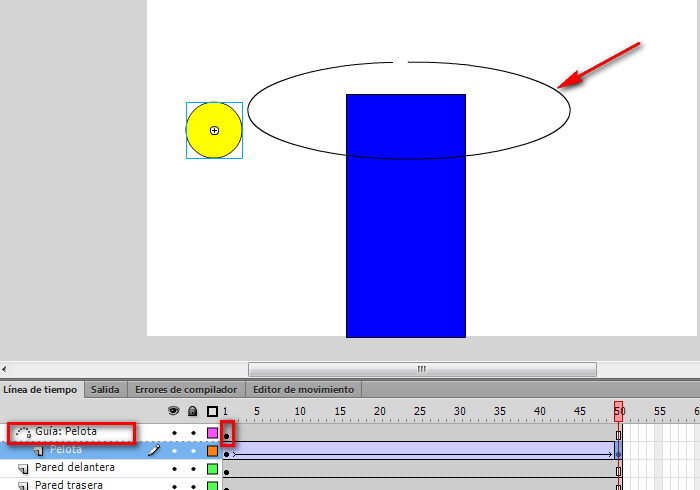 Línea de tiempo Salida Errores de compilador Editor de movimiento
1 5 10 15 20 25 30 35 40 45 50 55 6
Guía: Pelota
Pelota
Pared delantera
Pared trasera